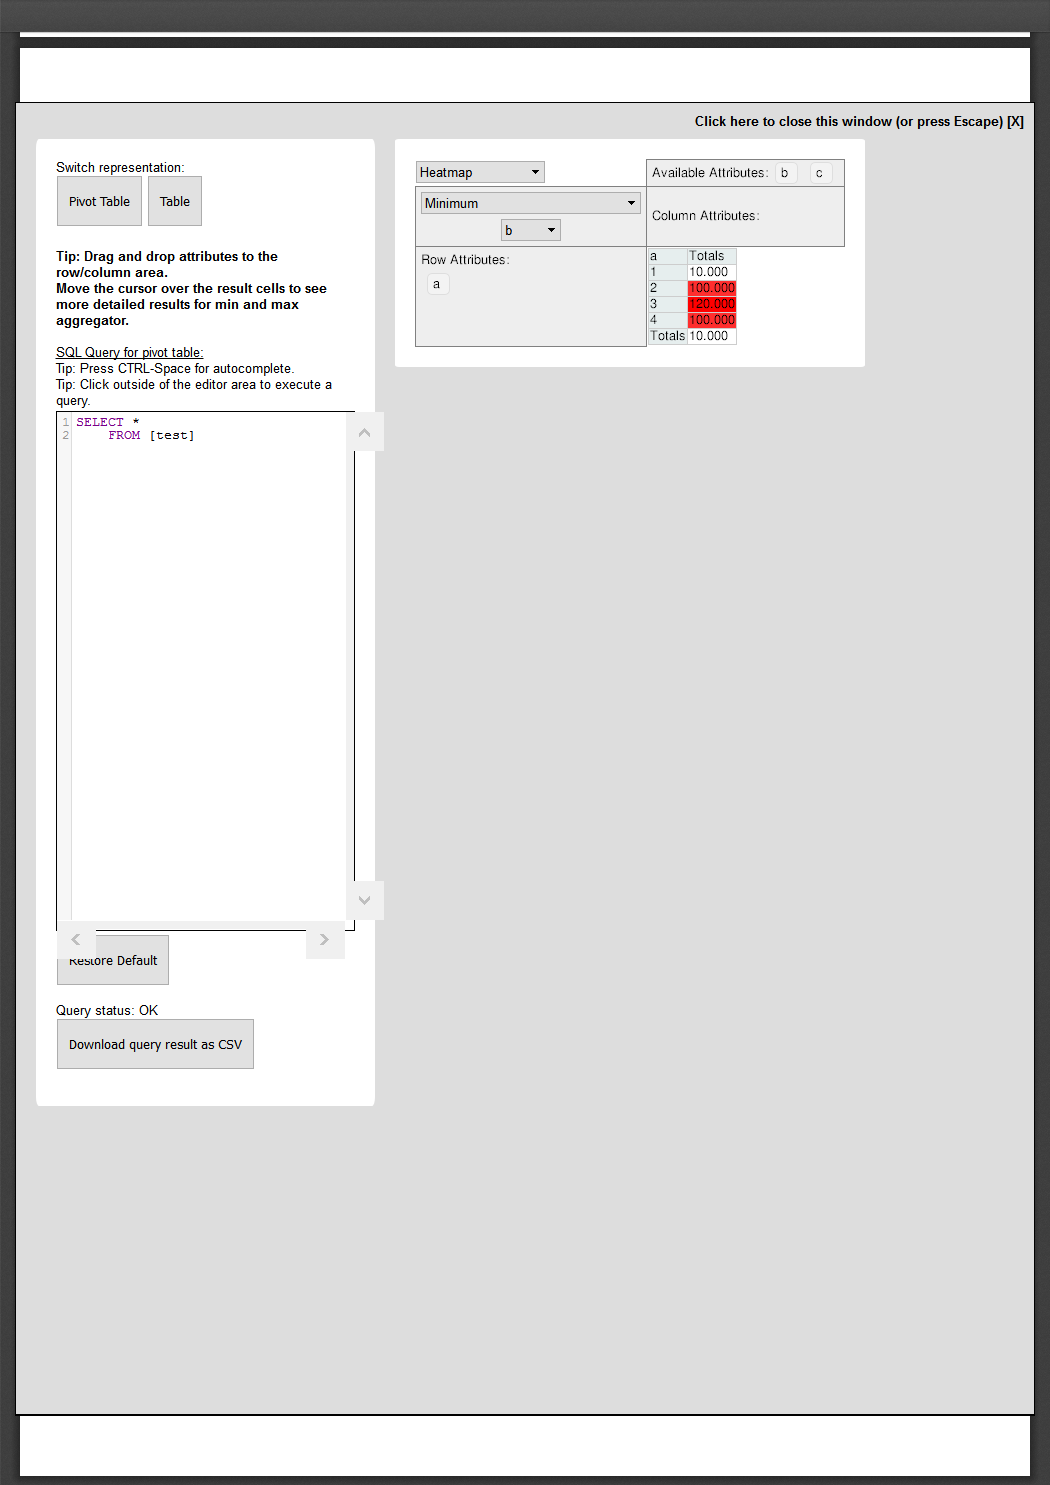 Click here to close this window (or press Escape) [X]
Switch representation:
Pivot Table
Table
Tip: Drag and drop attributes to the
row/column area.
Move the cursor over the result cells to see
more detailed results for min and max
aggregator.
SQL Query for pivot table:
Tip: Press CTRL-Space for autocomplete.
Tip: Click outside of the editor area to execute a
query.
1 SELECT *
2 FROM [test]
Restore Default
Query status: OK
Download query result as CSV
Heatmap
Available Attributes: b c
Minimum
b
Column Attributes:
Row Attributes:
a
a Totals
1 10.000
2 100.000
3 120.000
4 100.000
Totals 10.000